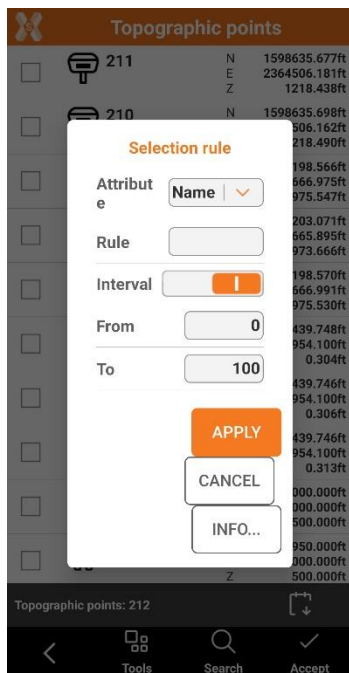 Topographic points
211
N 1598635.677ft
E 2364506.181ft
Z 1218.438ft
210
N 1598635.698ft
506.162ft
218.490ft
Selection rule
198.566ft
666.975ft
975.547ft
Attribut
e
Name
203.071ft
665.895ft
973.666ft
Rule
198.570ft
666.991ft
975.530ft
Interval
From 0
439.748ft
954.100ft
0.304ft
To 100
439.746ft
954.100ft
0.306ft
APPLY
439.746ft
954.100ft
0.313ft
CANCEL
000.000ft
000.000ft
500.000ft
INFO...
950.000ft
000.000ft
Z 500.000ft
Topographic points: 212
Tools Search Accept